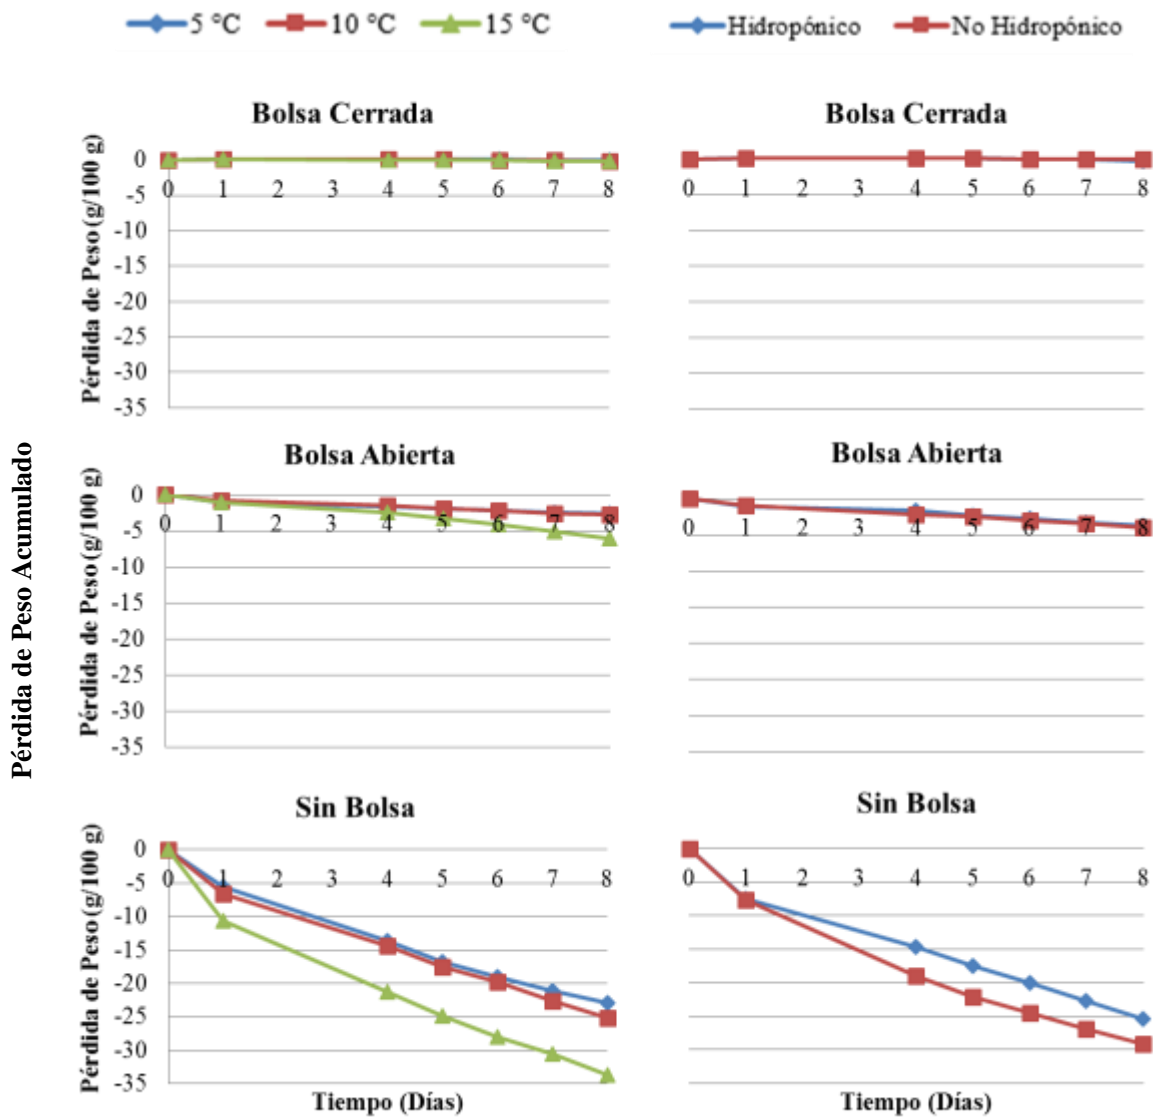 5 °C 10 °C 15 °C Hidropónico No Hidropónico
Bolsa Cerrada
Pérdida de Peso (g/100 g)
0
-5
-10
-15
-20
-25
-30
-35
0 1 2 3 4 5 6 7 8
Bolsa Cerrada
0 1 2 3 4 5 6 7 8
Pérdida de Peso Acumulado
Bolsa Abierta
Pérdida de Peso (g/100 g)
0
-5
-10
-15
-20
-25
-30
-35
0 1 2 3 4 5 6 7 8
Bolsa Abierta
0 1 2 3 4 5 6 7 8
Sin Bolsa
Pérdida de Peso (g/100 g)
0
-5
-10
-15
-20
-25
-30
-35
0 1 2 3 4 5 6 7 8
Tiempo (Días)
Sin Bolsa
0 1 2 3 4 5 6 7 8
Tiempo (Días)